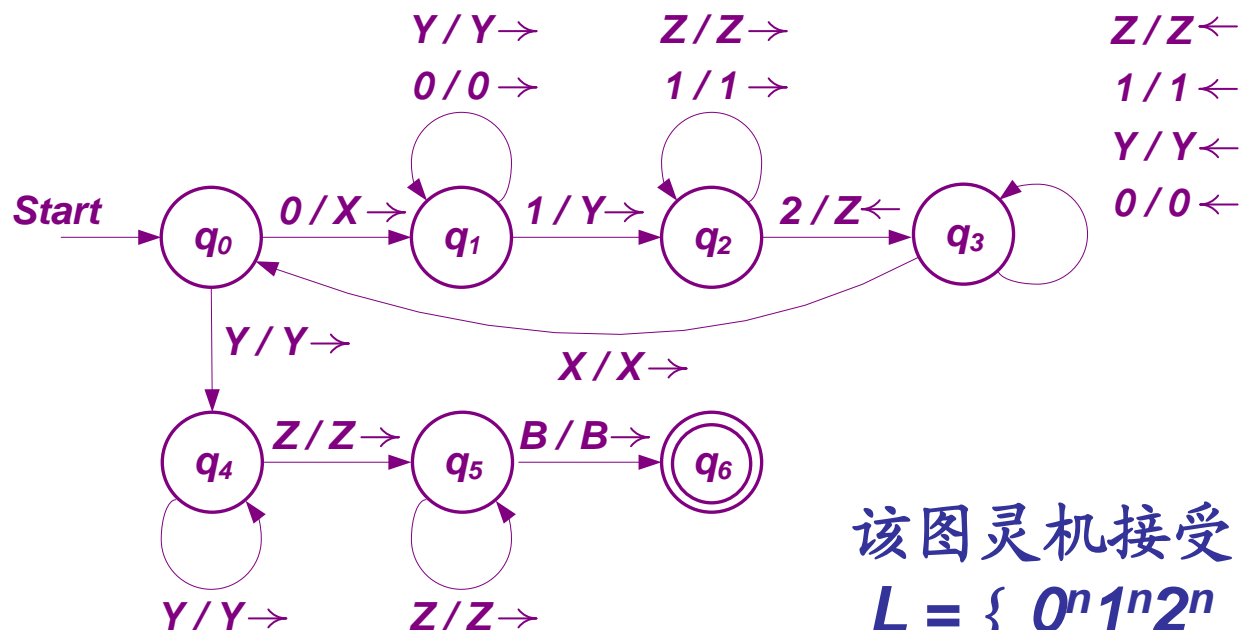 Y / Y→ Z / Z→ Z / Z←
0 / 0→ 1 / 1→ 1 / 1←
Y / Y←
Start 0 / X→ 1 / Y→ 2 / Z← 0 / 0←
q0 q1 q2 q3
Y / Y→
X / X→
Z / Z→ B / B→
q4 q5 q6
该图灵机接受
Y / Y→ Z / Z→ L = { 0ⁿ1ⁿ2ⁿ